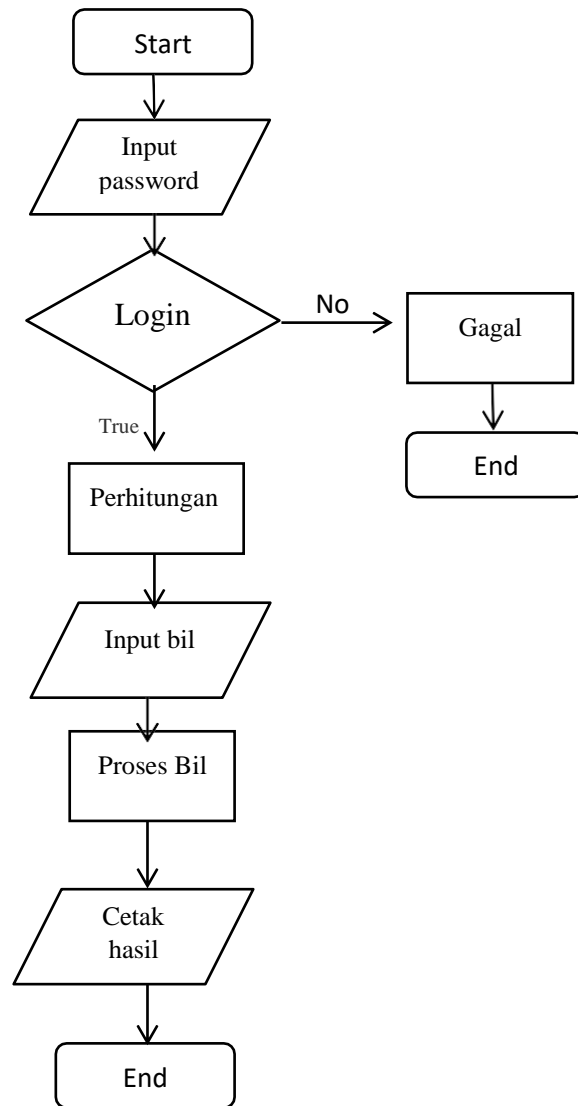 Start
Input
password
Login
No
Gagal
End
True
Perhitungan
Input bil
Proses Bil
Cetak
hasil
End